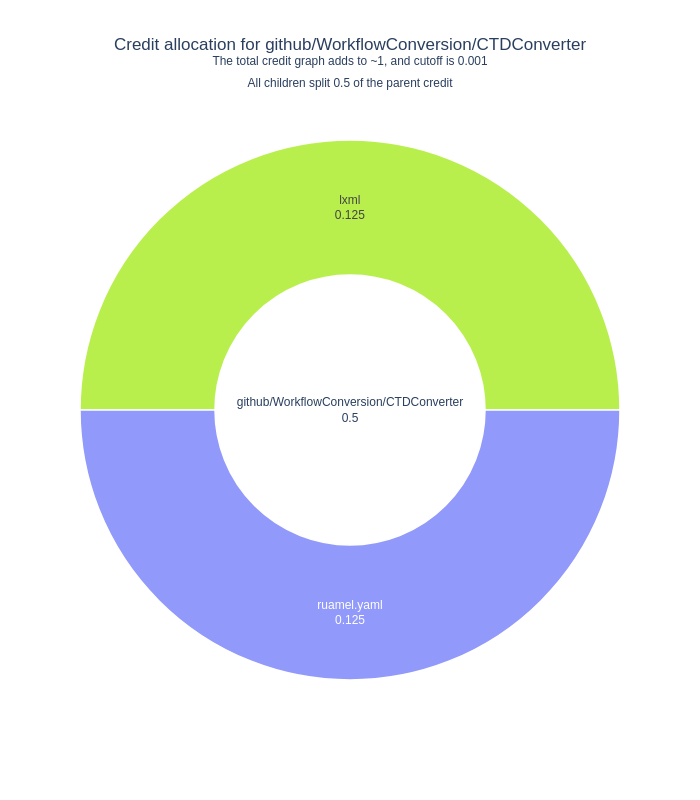 Credit allocation for github/WorkflowConversion/CTDConverter
The total credit graph adds to ~1, and cutoff is 0.001
All children split 0.5 of the parent credit
lxml
0.125
github/WorkflowConversion/CTDConverter
0.5
ruamel.yaml
0.125